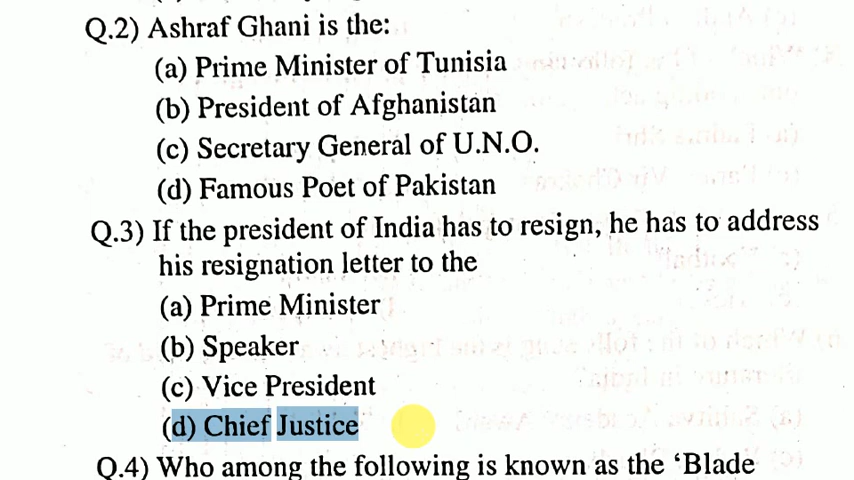 Q.2) Ashraf Ghani is the:
(a) Prime Minister of Tunisia
(b) President of Afghanistan
(c) Secretary General of U.N.O.
(d) Famous Poet of Pakistan
Q.3) If the president of India has to resign, he has to address
his resignation letter to the
(a) Prime Minister
(b) Speaker
(c) Vice President
(d) Chief Justice
Q.4) Who among the following is known as the ‘Blade